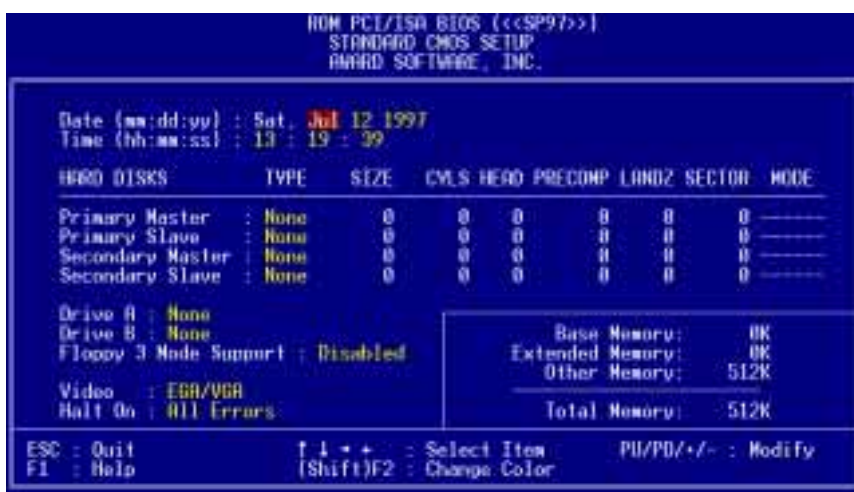 ROM PCI/ISA BIOS (<<SP97>>)
STANDARD CMOS SETUP
AWARD SOFTWARE, INC.
Date (mm:dd:yy) : Sat, Jul 12 1997
Time (hh:mm:ss) : 13 : 19 : 39
HARD DISKS TYPE SIZE CYLS HEAD PRECOMP LANDZ SECTOR MODE
Primary Master : None 0 0 0 0 0 0 ------
Primary Slave : None 0 0 0 0 0 0 ------
Secondary Master : None 0 0 0 0 0 0 ------
Secondary Slave : None 0 0 0 0 0 0 ------
Drive A : None
Drive B : None
Floppy 3 Mode Support : Disabled
Video : EGA/VGA
Halt On : All Errors
Base Memory: 0K
Extended Memory: 0K
Other Memory: 512K
Total Memory: 512K
ESC : Quit ↑ ↓ → ← : Select Item PU/PD/+/- : Modify
F1 : Help (Shift)F2 : Change Color